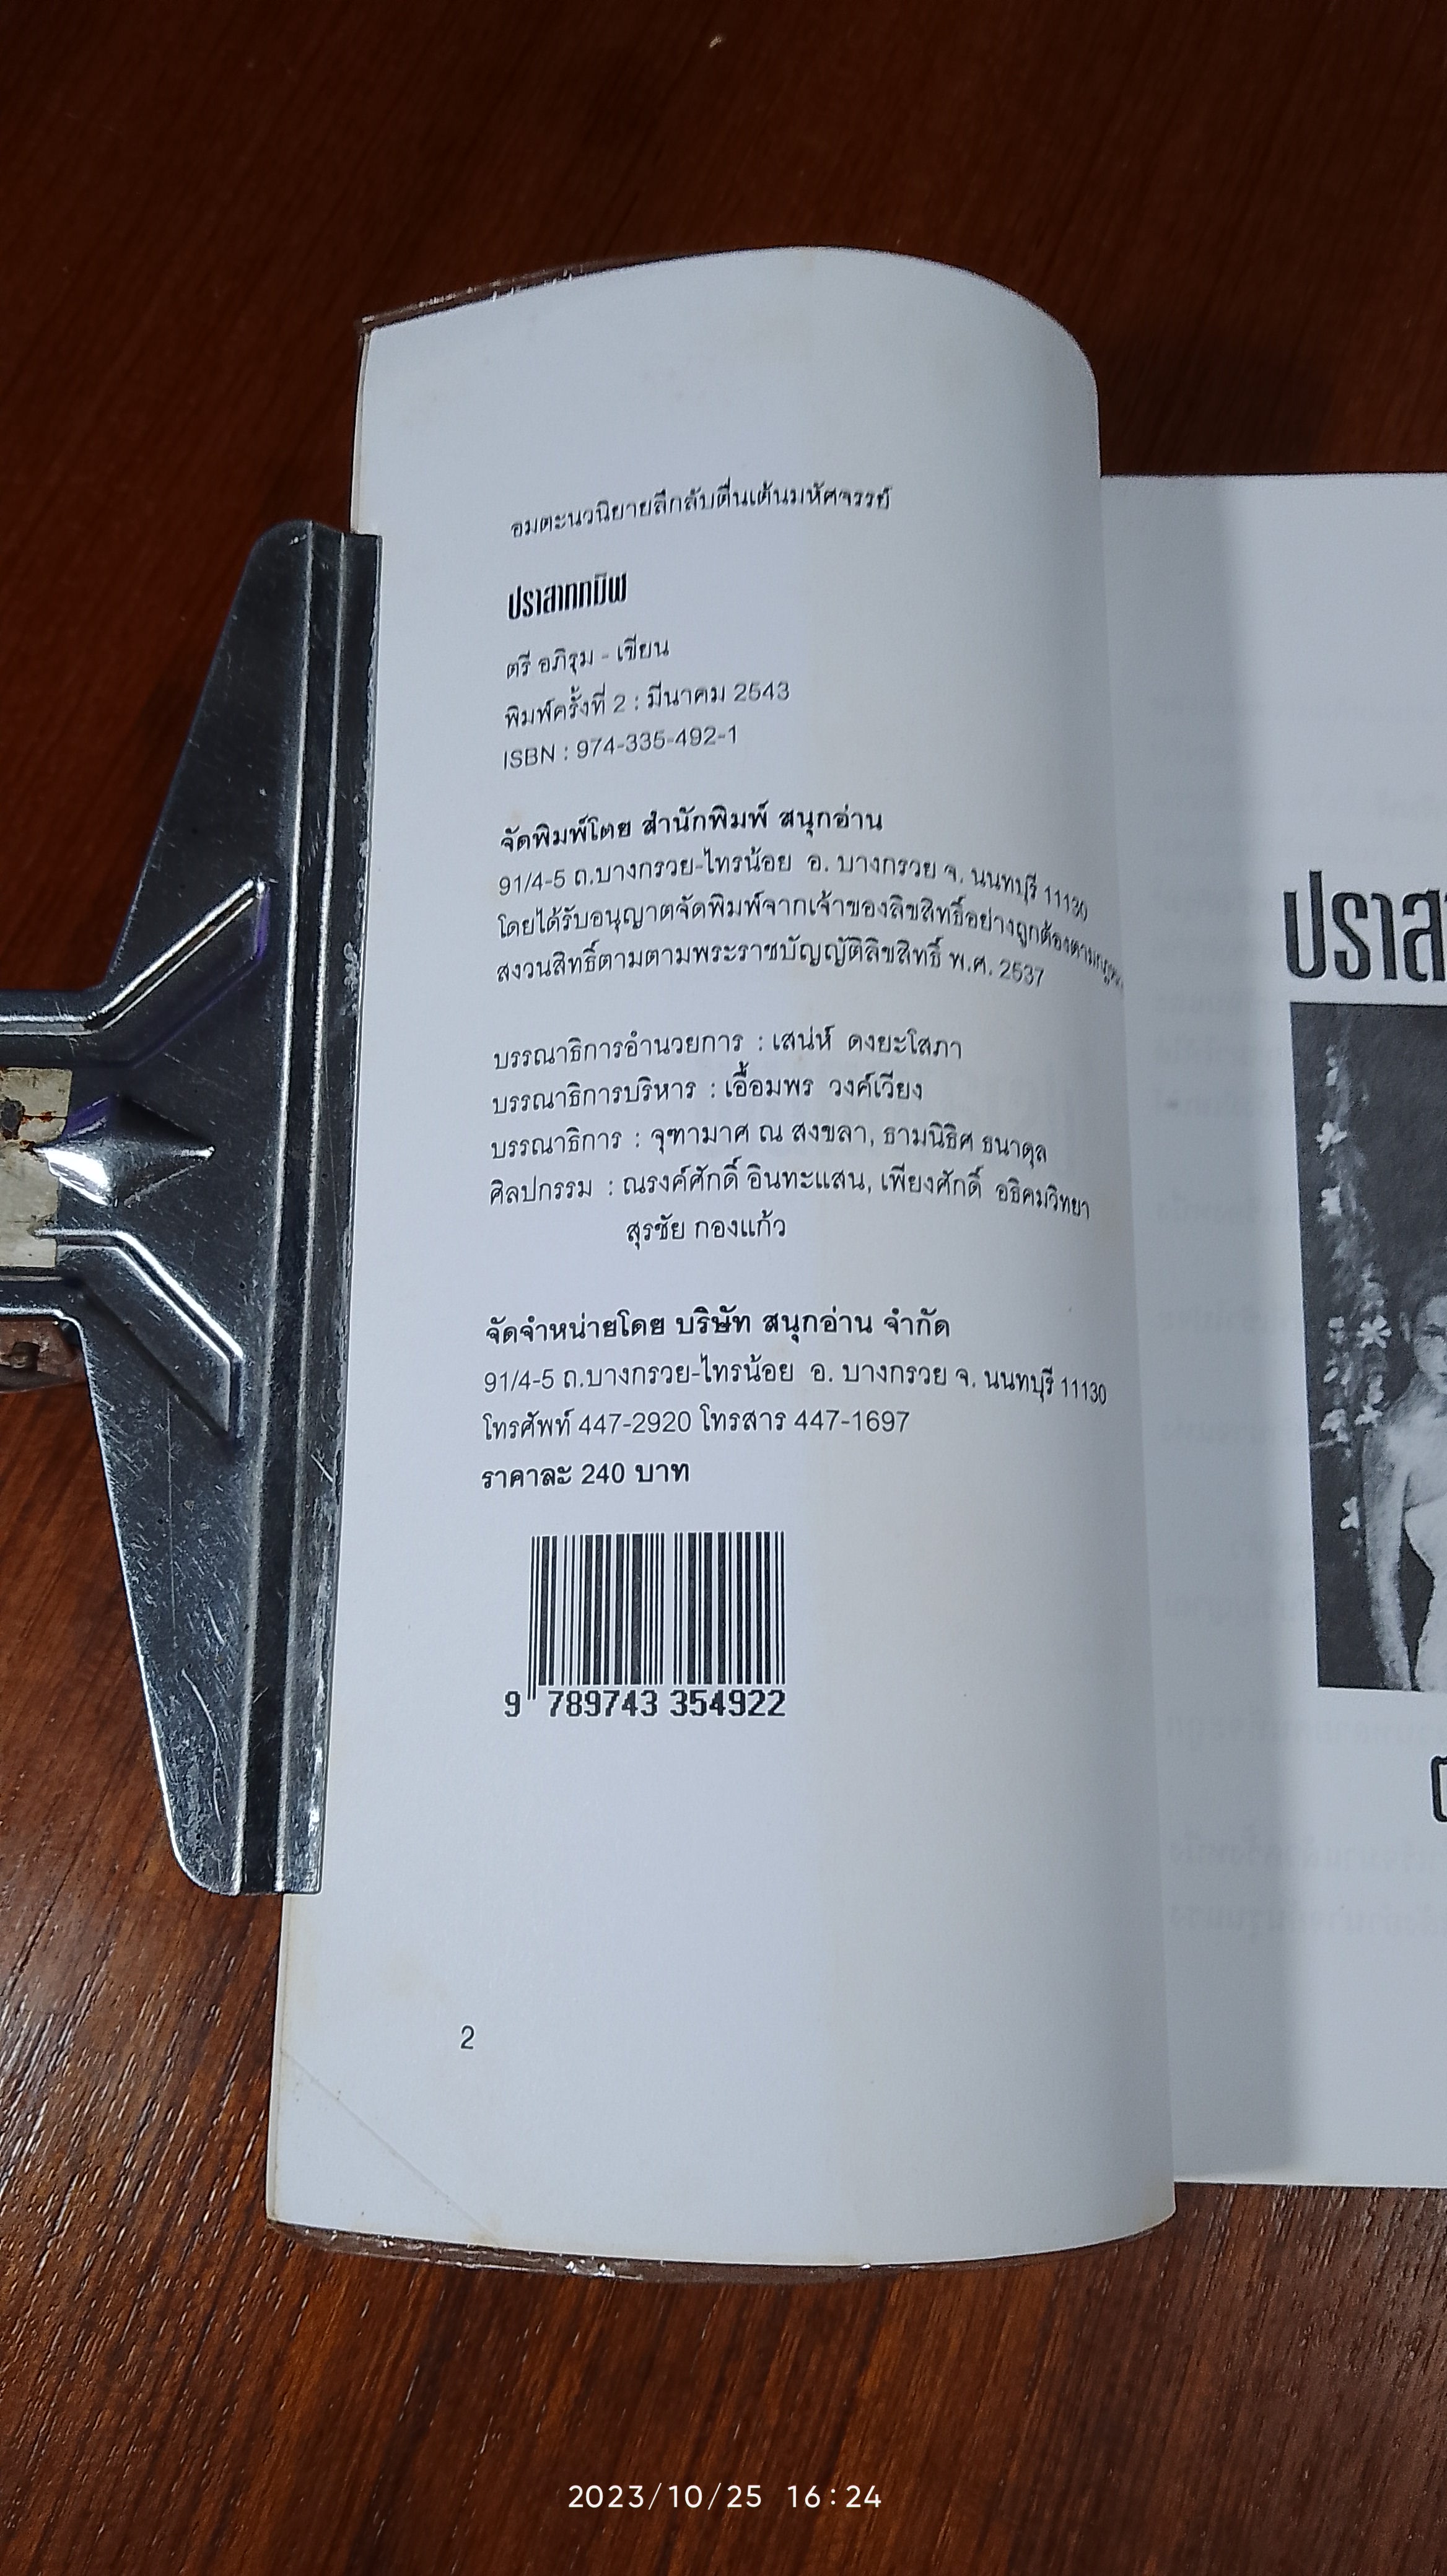 อมตะนวนิยายลึกลับตื่นเต้นมหัศจรรย์
ปราสาททมิฬ
ตรี อภิรุม - เขียน
พิมพ์ครั้งที่ 2 : มีนาคม 2543
ISBN : 974-335-492-1
จัดพิมพ์โดย สำนักพิมพ์ สนุกอ่าน
91/4-5 ถ.บางกรวย-ไทรน้อย อ. บางกรวย จ. นนทบุรี 11130
โดยได้รับอนุญาตจัดพิมพ์จากเจ้าของลิขสิทธิ์อย่างถูกต้องตาม
สงวนสิทธิ์ตามตามพระราชบัญญัติลิขสิทธิ์ พ.ศ. 2537
บรรณาธิการอำนวยการ : เสน่ห์ ดงยะโสภา
บรรณาธิการบริหาร : เอื้อมพร วงค์เวียง
บรรณาธิการ : จุฑามาศ ณ สงขลา, ธามนิธิศ ธนาดุล
ศิลปกรรม : ณรงค์ศักดิ์ อินทะแสน, เพียงศักดิ์ อธิคมวิทยา
สุรชัย กองแก้ว
จัดจำหน่ายโดย บริษัท สนุกอ่าน จำกัด
91/4-5 ถ.บางกรวย-ไทรน้อย อ. บางกรวย จ. นนทบุรี 11130
โทรศัพท์ 447-2920 โทรสาร 447-1697
ราคาละ 240 บาท
9 789743 354922
2
ปราส
2023/10/25 16:24